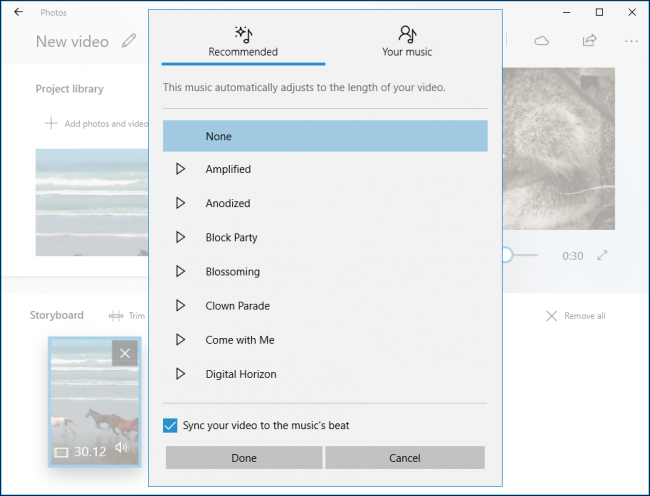 Photos
New video
Recommended
Your music
This music automatically adjusts to the length of your video.
Project library
Add photos and video
None
Amplified
Anodized
Block Party
Blossoming
Clown Parade
Come with Me
Digital Horizon
0:30
Storyboard
Trim
Remove all
30.12
Sync your video to the music's beat
Done
Cancel